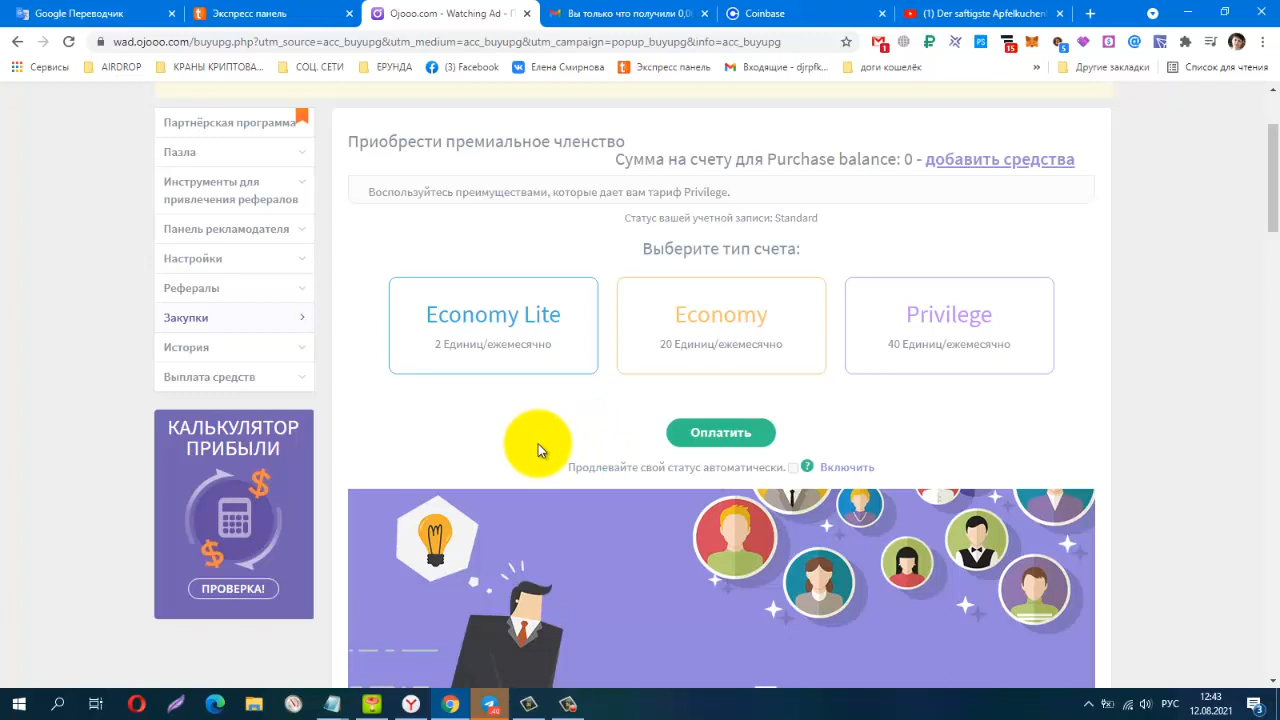 Google Переводчик
Экспресс панель
Ojooo.com - Watching Ad - T
Вы только что получили 0,0
Coinbase
(1) Der saftigste Apfelkuchen
wad.ojooo.com/buyupg.php?utm_source=acc_buyupg&utm_medium=acc_buyupg&utm_campaign=popup_buyupg&info=acc_buyupg
1
15
5
Сервисы
AIRDROP
КРАНЫ КРИПТОВА...
СОЦ. СЕТИ
ЕРУНДА
(3) Facebook
Елена Смирнова
Экспресс панель
Входящие - djrpfk...
доги кошелёк
»
Другие закладки
Список для чтения
Партнёрская программа
Пазла
Инструменты для
привлечения рефералов
Панель рекламодателя
Настройки
Рефералы
Закупки
История
Выплата средств
КАЛЬКУЛЯТОР
ПРИБЫЛИ
ПРОВЕРКА!
Приобрести премиальное членство
Сумма на счету для Purchase balance: 0 - добавить средства
Воспользуйтесь преимуществами, которые дает вам тариф Privilege.
Статус вашей учетной записи: Standard
Выберите тип счета:
Economy Lite
2 Единиц/ежемесячно
Economy
20 Единиц/ежемесячно
Privilege
40 Единиц/ежемесячно
Оплатить
Продлевайте свой статус автоматически. ? Включить
РУС
12:43
12.08.2021
3